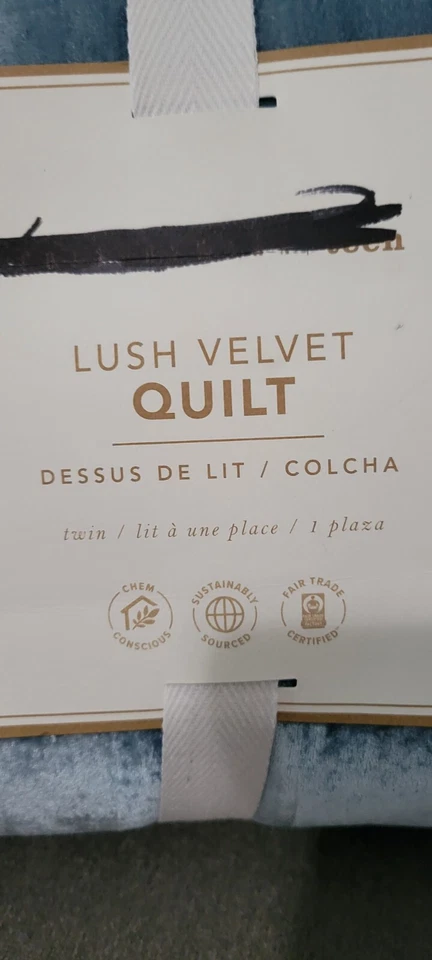 teen
LUSH VELVET
QUILT
DESSUS DE LIT / COLCHA
twin / lit à une place / 1 plaza
CHEM CONSCIOUS
SUSTAINABLY SOURCED
FAIR TRADE CERTIFIED